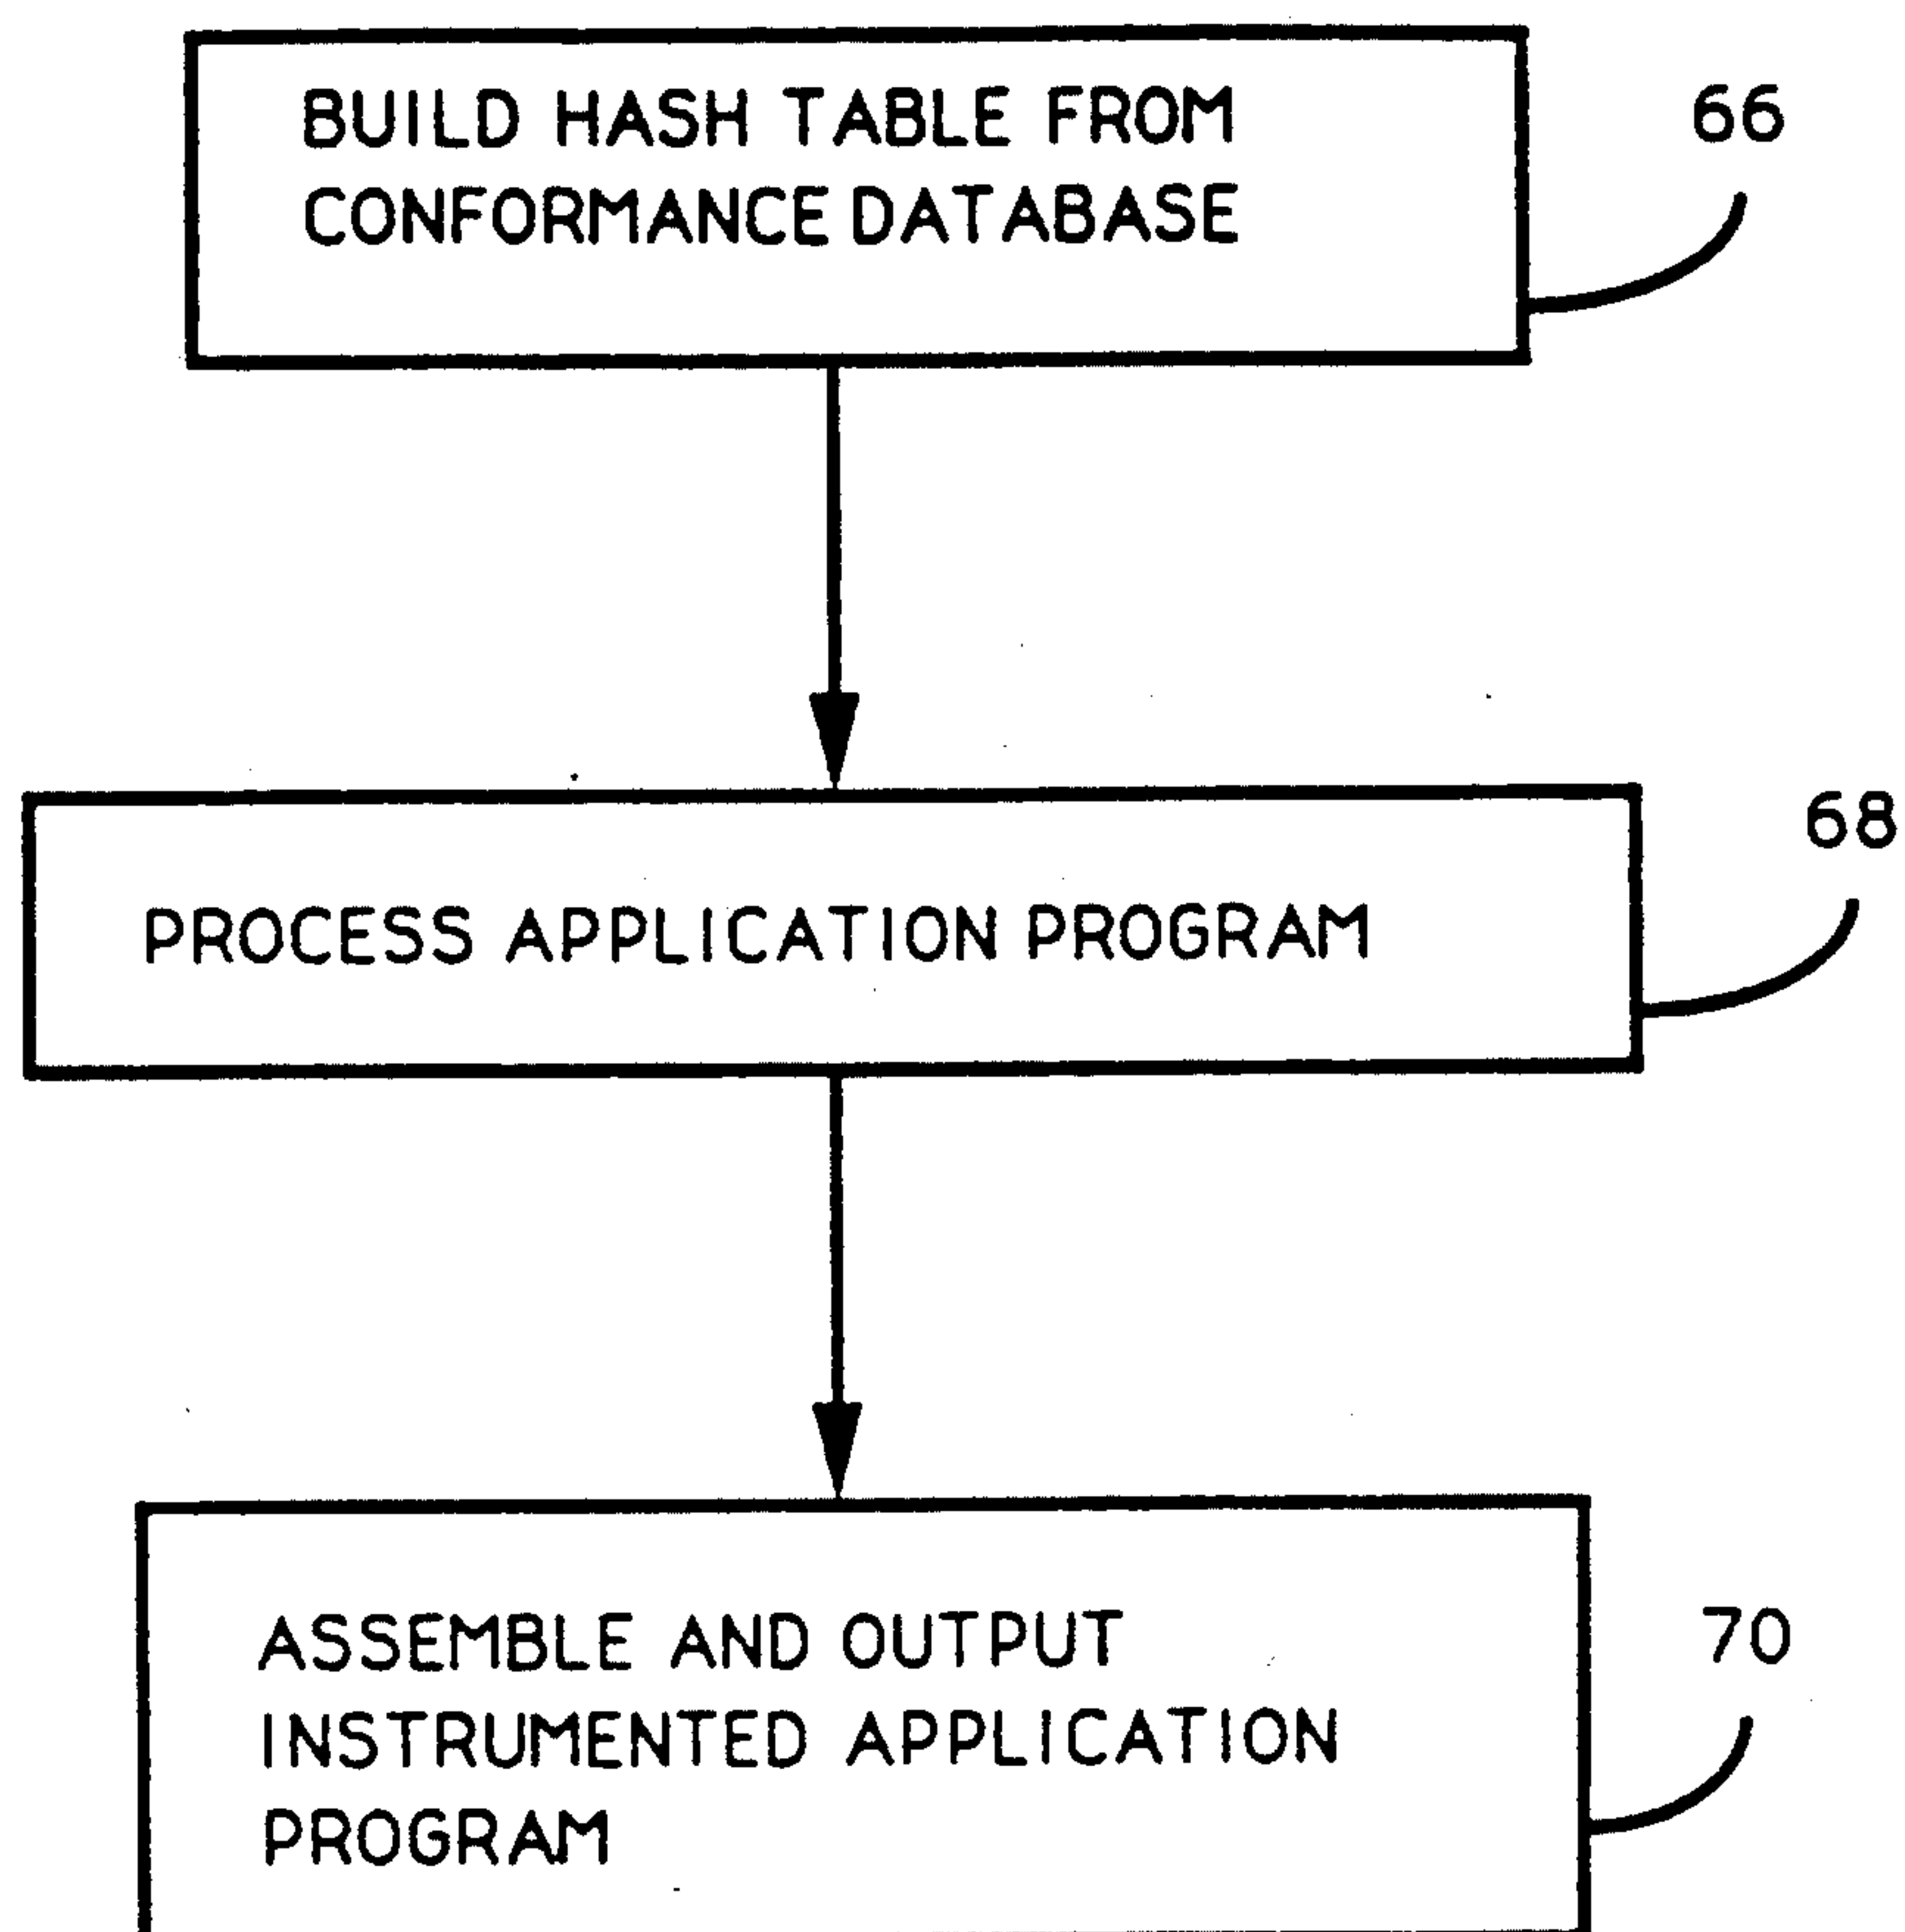 BUILD HASH TABLE FROM
CONFORMANCE DATABASE
66
PROCESS APPLICATION PROGRAM
68
ASSEMBLE AND OUTPUT
INSTRUMENTED APPLICATION
PROGRAM
70